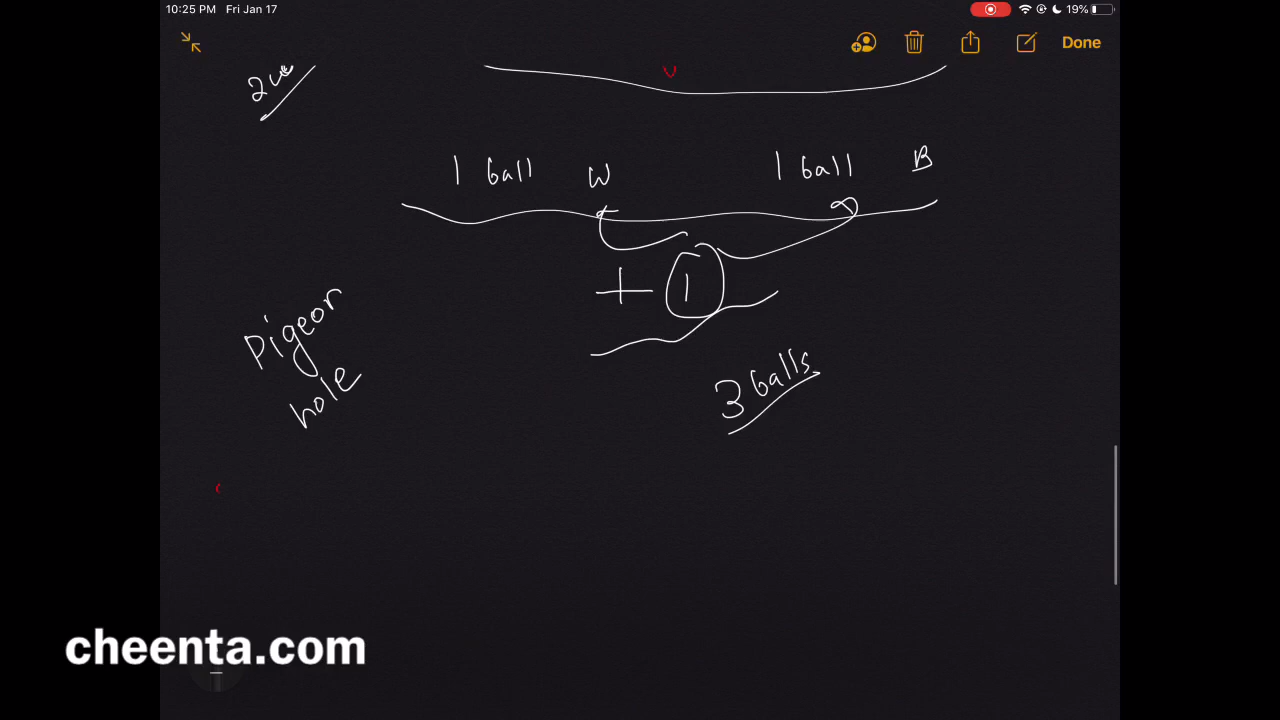 10:25 PM Fri Jan 17 19%
Done
1 ball W 1 ball B
+ 1
Pigeon
hole
3 balls
cheenta.com